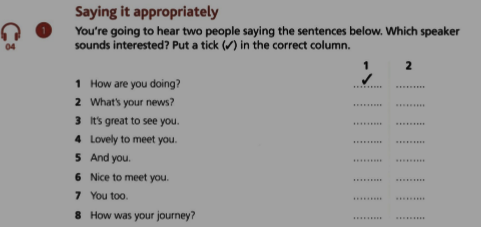 Saying it appropriately
1 You're going to hear two people saying the sentences below. Which speaker
04 sounds interested? Put a tick (✓) in the correct column.
1 2
1 How are you doing? ✓ .........
2 What's your news? ......... .........
3 It's great to see you. ......... .........
4 Lovely to meet you. ......... .........
5 And you. ......... .........
6 Nice to meet you. ......... .........
7 You too. ......... .........
8 How was your journey? ......... .........